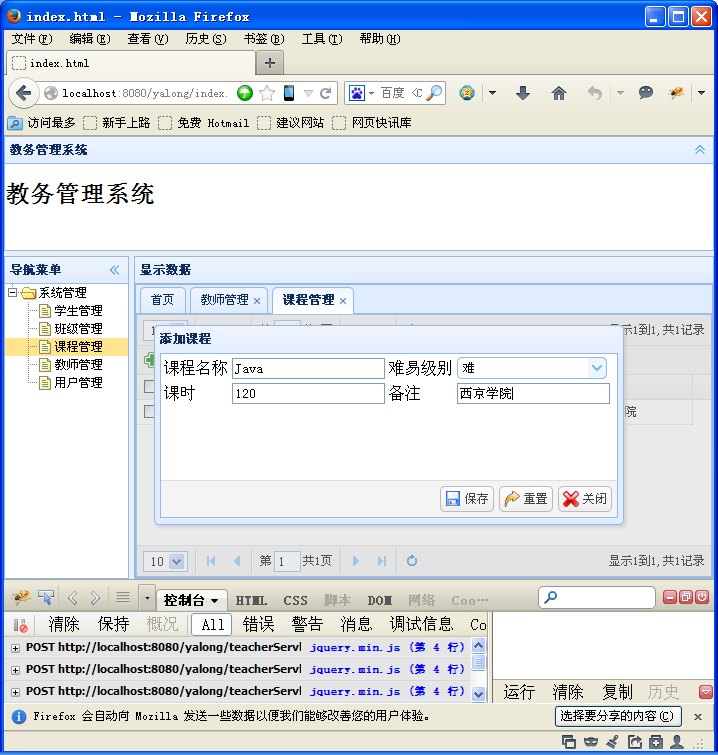 index.html - Mozilla Firefox
文件(F) 编辑(E) 查看(V) 历史(S) 书签(B) 工具(T) 帮助(H)
index.html
localhost:8080/yalong/index. 百度
访问最多 新手上路 免费 Hotmail 建议网站 网页快讯库
教务管理系统
教务管理系统
导航菜单
系统管理
学生管理
班级管理
课程管理
教师管理
用户管理
显示数据
首页 教师管理 课程管理
显示1到1, 共1记录
添加课程
课程名称 Java 难易级别 难
课时 120 备注 西京学院
院
保存 重置 关闭
10 第 1 共1页 显示1到1, 共1记录
控制台 HTML CSS 脚本 DOM 网络 Coo…
清除 保持 概况 All 错误 警告 消息 调试信息 Co
POST http://localhost:8080/yalong/teacherServl jquery.min.js (第 4 行)
POST http://localhost:8080/yalong/teacherServl jquery.min.js (第 4 行)
POST http://localhost:8080/yalong/teacherServl jquery.min.js (第 4 行)
运行 清除 复制 历史
Firefox 会自动向 Mozilla 发送一些数据以便我们能够改善您的用户体验。 选择要分享的内容(C)